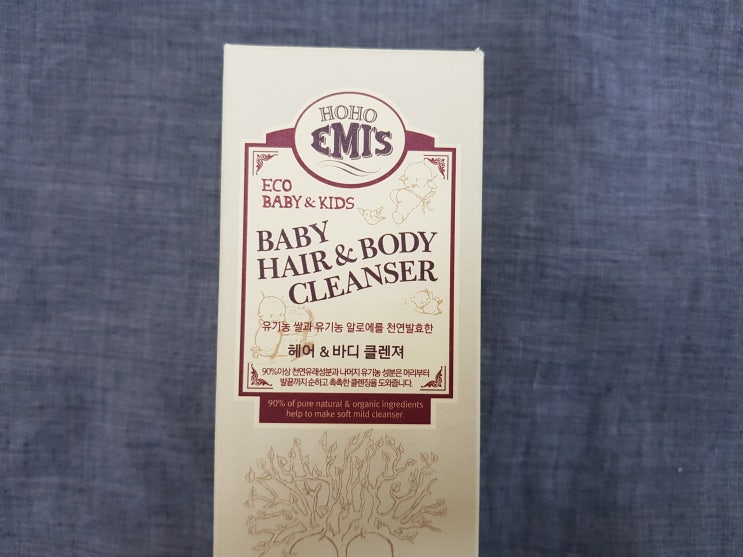 HOHO
EMI's
ECO
BABY & KIDS
BABY
HAIR & BODY
CLEANSER
유기농 쌀과 유기농 알로에를 천연발효한
헤어 & 바디 클렌져
90%이상 천연유래성분과 나머지 유기농 성분은 머리부터
발끝까지 순하고 촉촉한 클렌징을 도와줍니다.
90% of pure natural & organic ingredients
help to make soft mild cleanser